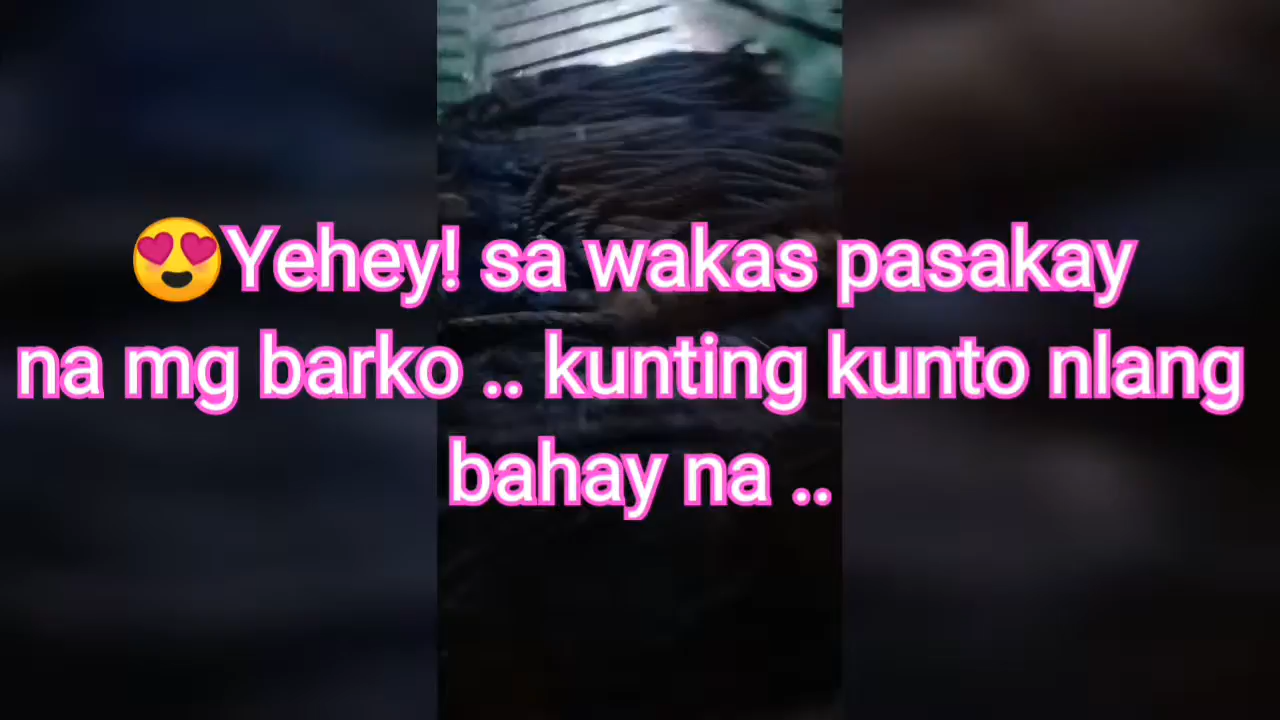 😍Yehey! sa wakas pasakay
na mg barko .. kunting kunto nlang
bahay na ..